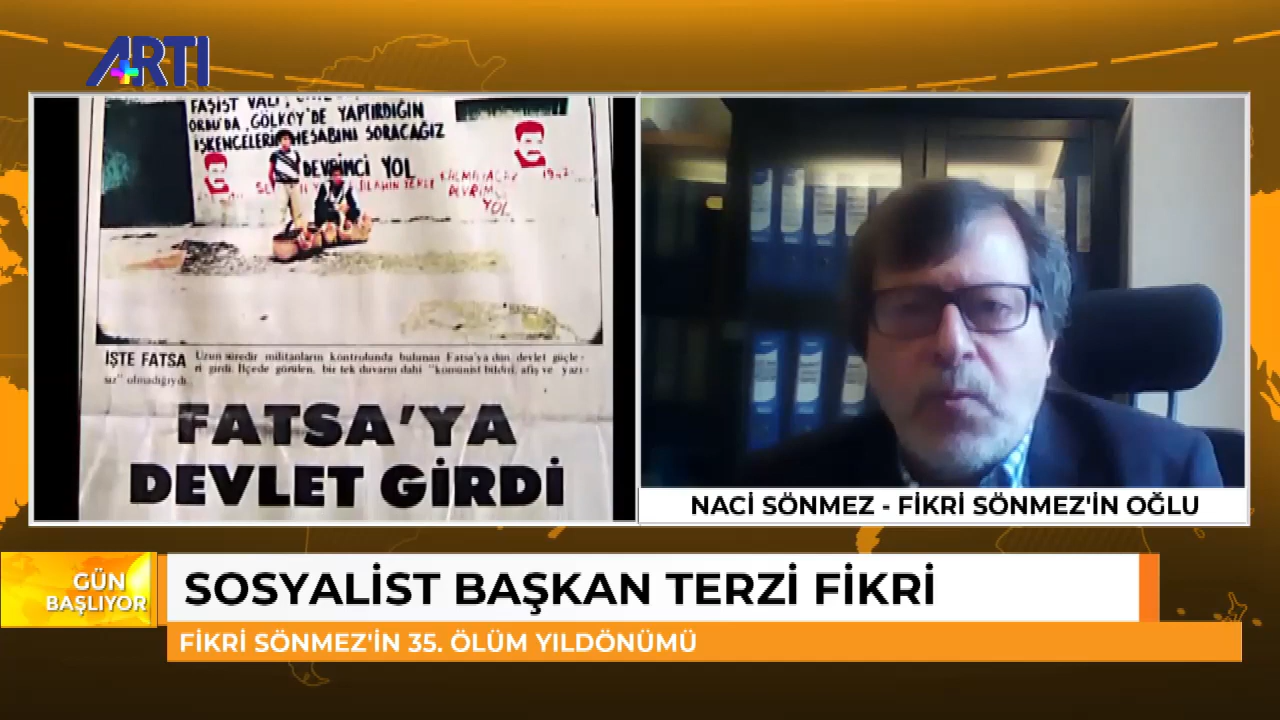 ARTI
FAŞİST VALİ,
ORDU'DA, GÖLKÖY'DE YAPTIRDIĞIN
İŞKENCELERİN HESABINI SORACAĞIZ
DEVRİMCİ YOL
DEVRİM
YOL
İŞTE FATSA Uzun süredir militanların kontrolunda bulunan Fatsa'ya dün devlet güçle-
ri girdi. İlçede görülen, bir tek duvarın dahi "komünist bildiri, afiş ve yazı-
sız" olmadığıydı..
FATSA'YA
DEVLET GİRDİ
NACİ SÖNMEZ - FİKRİ SÖNMEZ'İN OĞLU
GÜN
BAŞLIYOR
SOSYALİST BAŞKAN TERZİ FİKRİ
FİKRİ SÖNMEZ'İN 35. ÖLÜM YILDÖNÜMÜ